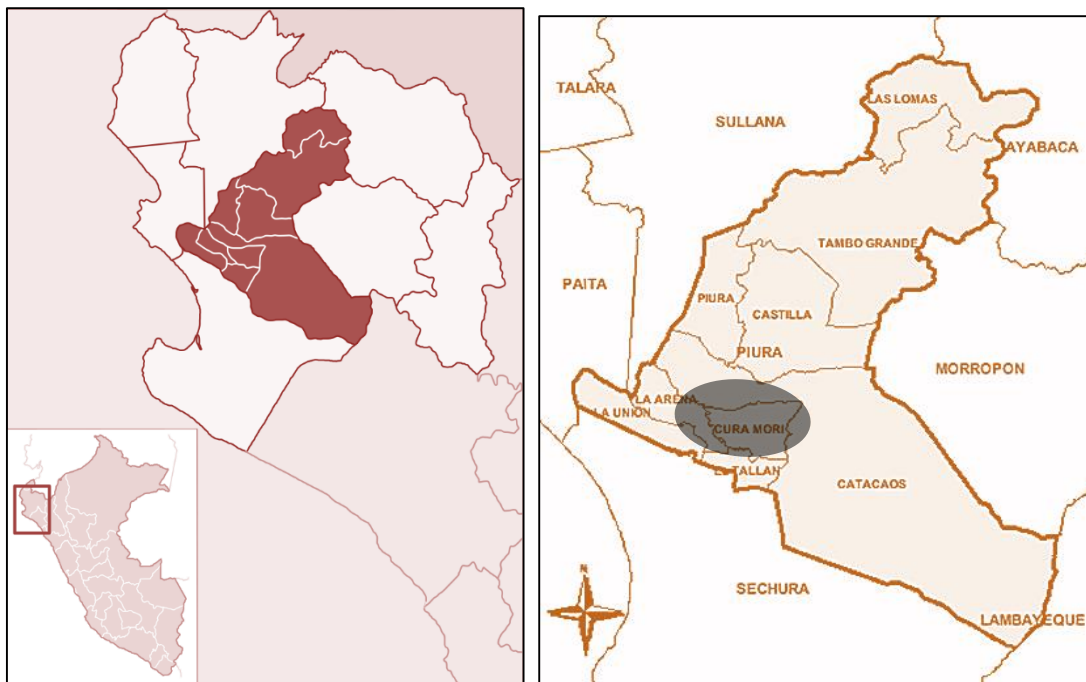 LAS LOMAS
TALARA
SULLANA
AYABACA
TAMBO GRANDE
PAITA
PIURA
CASTILLA
PIURA
MORROPON
LA ARENA
LA UNION
CURA MORI
EL TALLAN
CATACAOS
N
SECHURA
LAMBAYEQUE